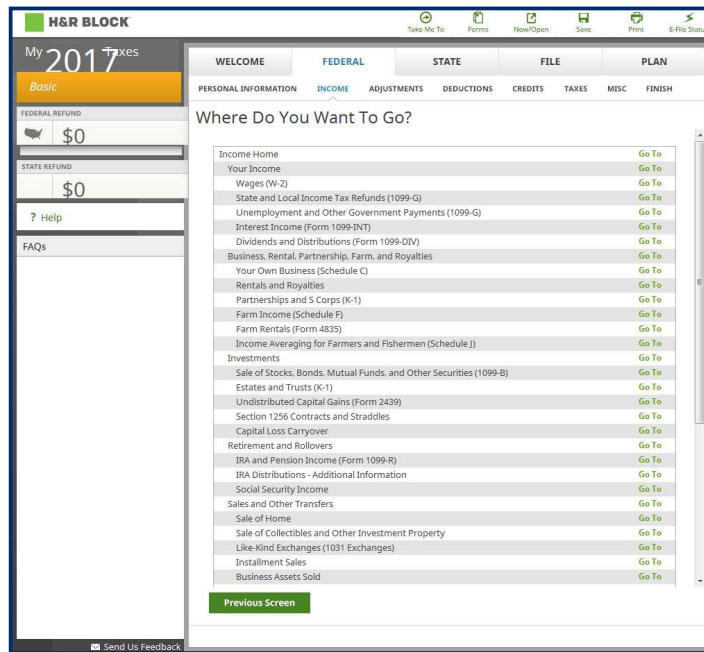 H&R BLOCK
Take Me To
Forms
New/Open
Save
Print
E-File Statu
My 2017 Taxes
Basic
FEDERAL REFUND
$0
STATE REFUND
$0
? Help
FAQs
Send Us Feedback
WELCOME
FEDERAL
STATE
FILE
PLAN
PERSONAL INFORMATION
INCOME
ADJUSTMENTS
DEDUCTIONS
CREDITS
TAXES
MISC
FINISH
Where Do You Want To Go?
Income Home Go To
Your Income Go To
Wages (W-2) Go To
State and Local Income Tax Refunds (1099-G) Go To
Unemployment and Other Government Payments (1099-G) Go To
Interest Income (Form 1099-INT) Go To
Dividends and Distributions (Form 1099-DIV) Go To
Business, Rental, Partnership, Farm, and Royalties Go To
Your Own Business (Schedule C) Go To
Rentals and Royalties Go To
Partnerships and S Corps (K-1) Go To
Farm Income (Schedule F) Go To
Farm Rentals (Form 4835) Go To
Income Averaging for Farmers and Fishermen (Schedule J) Go To
Investments Go To
Sale of Stocks, Bonds, Mutual Funds, and Other Securities (1099-B) Go To
Estates and Trusts (K-1) Go To
Undistributed Capital Gains (Form 2439) Go To
Section 1256 Contracts and Straddles Go To
Capital Loss Carryover Go To
Retirement and Rollovers Go To
IRA and Pension Income (Form 1099-R) Go To
IRA Distributions - Additional Information Go To
Social Security Income Go To
Sales and Other Transfers Go To
Sale of Home Go To
Sale of Collectibles and Other Investment Property Go To
Like-Kind Exchanges (1031 Exchanges) Go To
Installment Sales Go To
Business Assets Sold Go To
Previous Screen